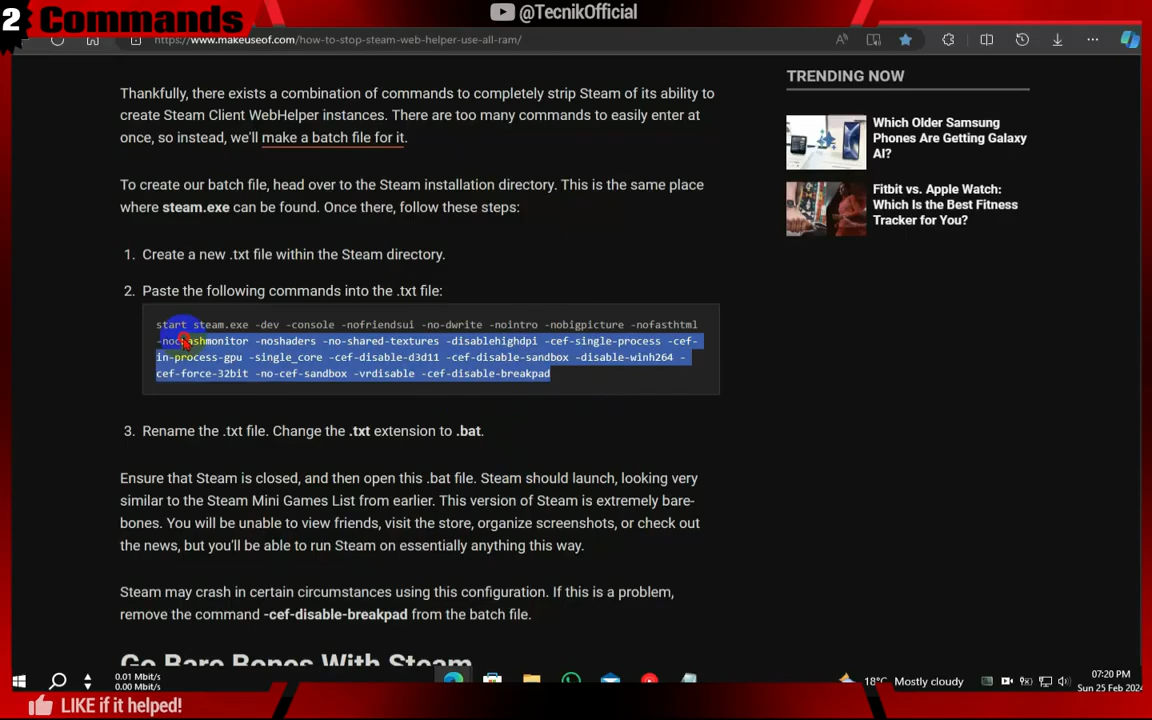 2 Commands
@TecnikOfficial
https://www.makeuseof.com/how-to-stop-steam-web-helper-use-all-ram/
Thankfully, there exists a combination of commands to completely strip Steam of its ability to
create Steam Client WebHelper instances. There are too many commands to easily enter at
once, so instead, we'll make a batch file for it.
To create our batch file, head over to the Steam installation directory. This is the same place
where steam.exe can be found. Once there, follow these steps:
1. Create a new .txt file within the Steam directory.
2. Paste the following commands into the .txt file:
start steam.exe -dev -console -nofriendsui -no-dwrite -nointro -nobigpicture -nofasthtml
-nocrashmonitor -noshaders -no-shared-textures -disablehighdpi -cef-single-process -cef-
in-process-gpu -single_core -cef-disable-d3d11 -cef-disable-sandbox -disable-winh264 -
cef-force-32bit -no-cef-sandbox -vrdisable -cef-disable-breakpad
3. Rename the .txt file. Change the .txt extension to .bat.
Ensure that Steam is closed, and then open this .bat file. Steam should launch, looking very
similar to the Steam Mini Games List from earlier. This version of Steam is extremely bare-
bones. You will be unable to view friends, visit the store, organize screenshots, or check out
the news, but you'll be able to run Steam on essentially anything this way.
Steam may crash in certain circumstances using this configuration. If this is a problem,
remove the command -cef-disable-breakpad from the batch file.
Go Bare Bones With Steam
TRENDING NOW
Which Older Samsung
Phones Are Getting Galaxy
AI?
Fitbit vs. Apple Watch:
Which Is the Best Fitness
Tracker for You?
0.01 Mbit/s
0.00 Mbit/s
18°C Mostly cloudy
07:20 PM
Sun 25 Feb 2024
LIKE if it helped!